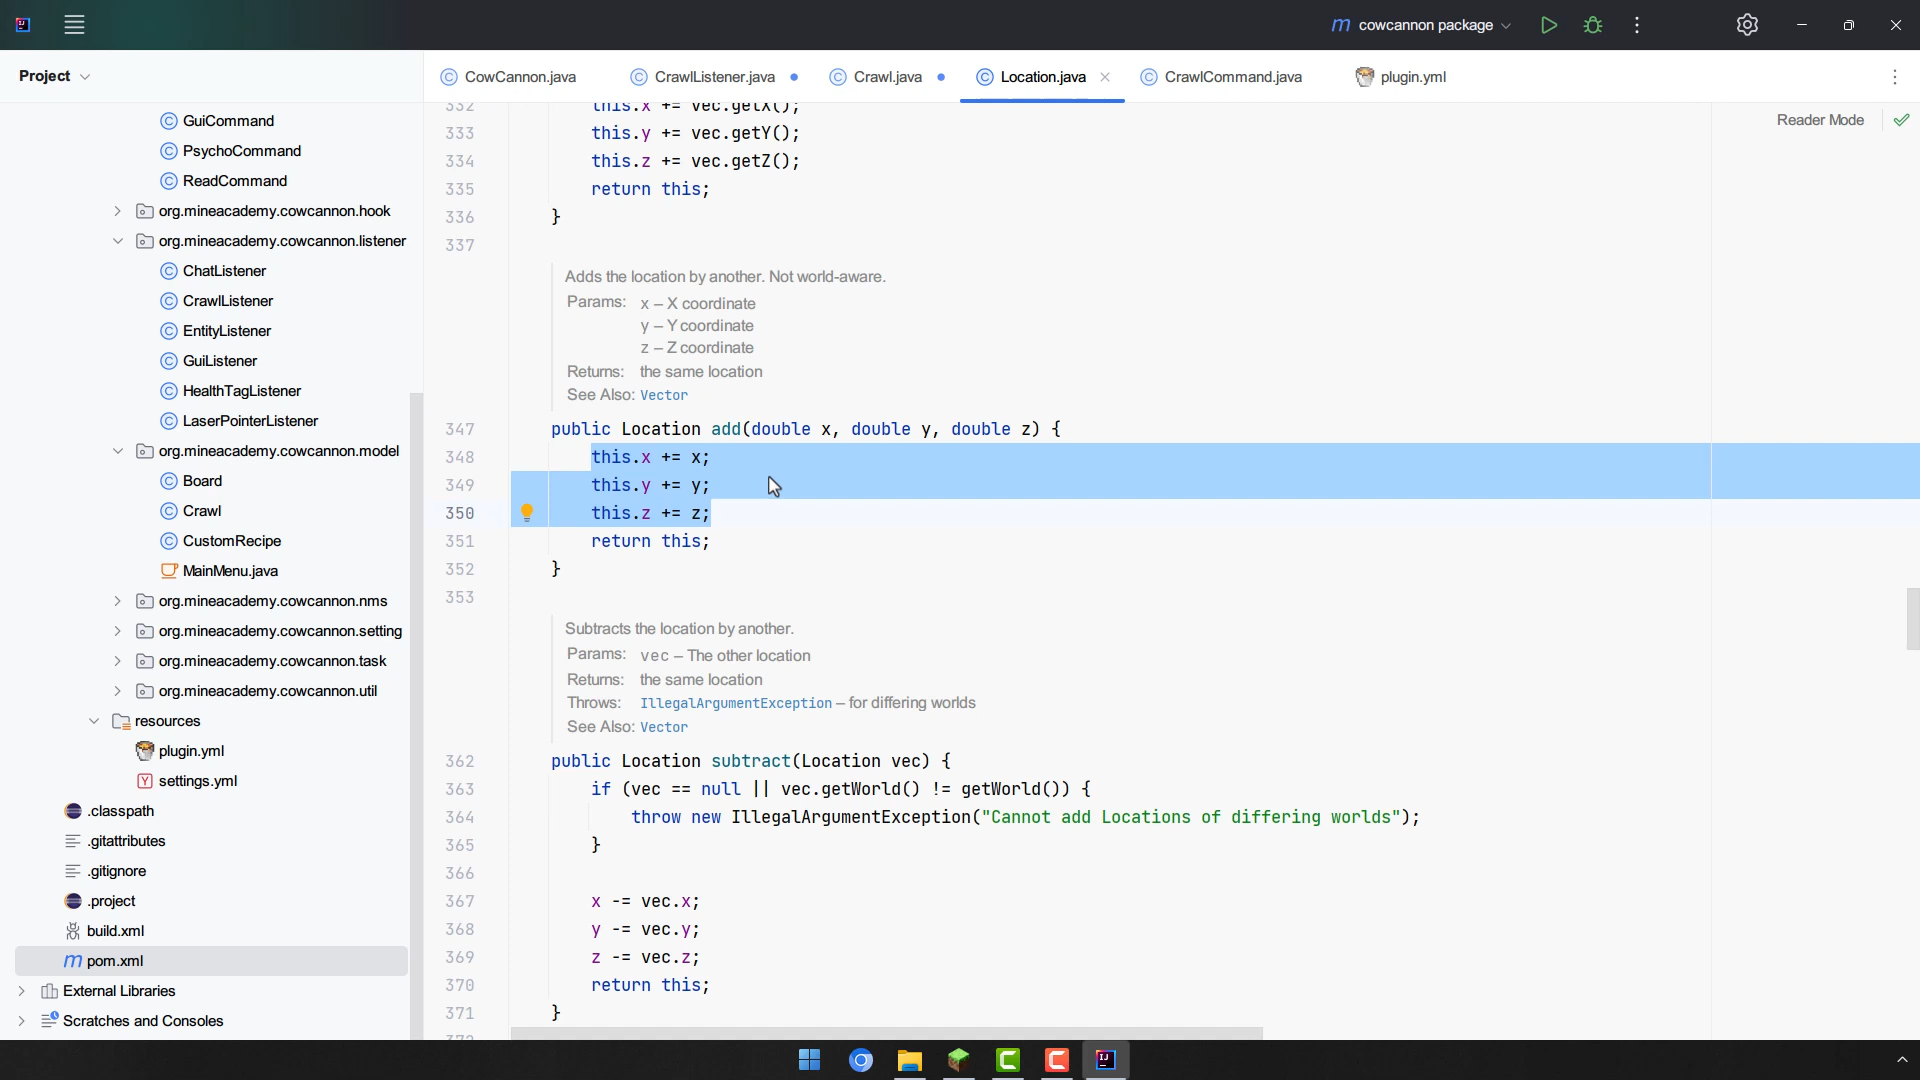 cowcannon package
Project
CowCannon.java
CrawlListener.java
Crawl.java
Location.java
CrawlCommand.java
plugin.yml
Reader Mode
GuiCommand
PsychoCommand
ReadCommand
org.mineacademy.cowcannon.hook
org.mineacademy.cowcannon.listener
ChatListener
CrawlListener
EntityListener
GuiListener
HealthTagListener
LaserPointerListener
org.mineacademy.cowcannon.model
Board
Crawl
CustomRecipe
MainMenu.java
org.mineacademy.cowcannon.nms
org.mineacademy.cowcannon.setting
org.mineacademy.cowcannon.task
org.mineacademy.cowcannon.util
resources
plugin.yml
settings.yml
.classpath
.gitattributes
.gitignore
.project
build.xml
pom.xml
External Libraries
Scratches and Consoles
332 this.x += vec.getX();
333 this.y += vec.getY();
334 this.z += vec.getZ();
335 return this;
336 }
337
Adds the location by another. Not world-aware.
Params: x – X coordinate
y – Y coordinate
z – Z coordinate
Returns: the same location
See Also: Vector
347 public Location add(double x, double y, double z) {
348 this.x += x;
349 this.y += y;
350 this.z += z;
351 return this;
352 }
353
Subtracts the location by another.
Params: vec – The other location
Returns: the same location
Throws: IllegalArgumentException – for differing worlds
See Also: Vector
362 public Location subtract(Location vec) {
363 if (vec == null || vec.getWorld() != getWorld()) {
364 throw new IllegalArgumentException("Cannot add Locations of differing worlds");
365 }
366
367 x -= vec.x;
368 y -= vec.y;
369 z -= vec.z;
370 return this;
371 }
372